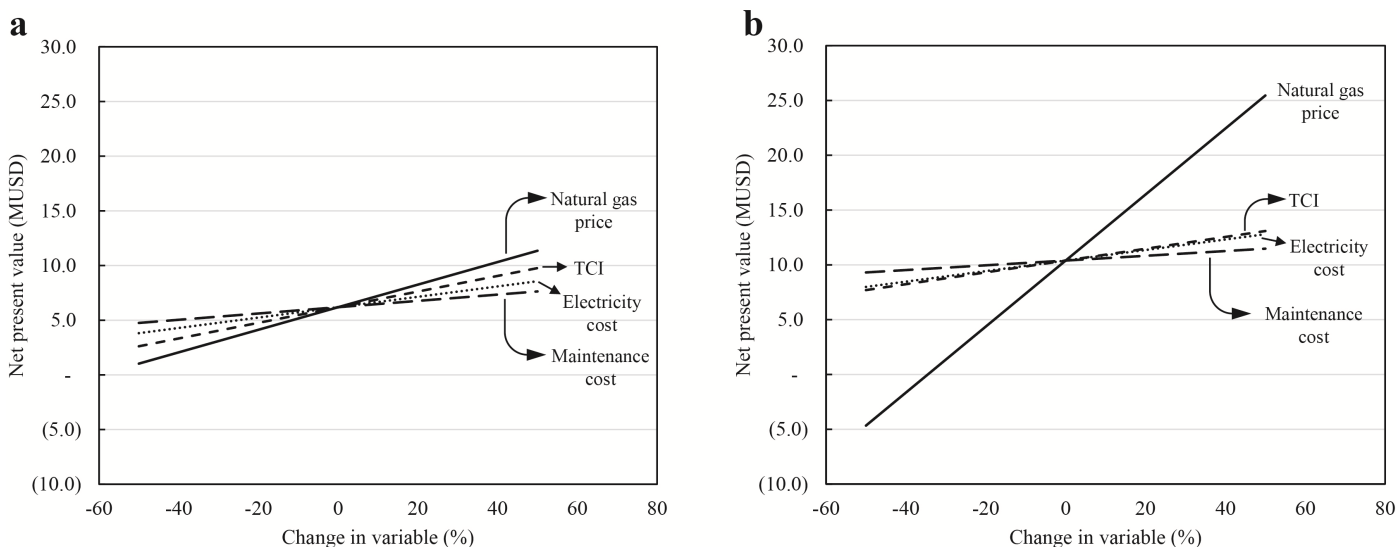 a
30.0
25.0
20.0
15.0
10.0
5.0
-
(5.0)
(10.0)
Net present value (MUSD)
-60
-40
-20
0
20
40
60
80
Change in variable (%)
Natural gas
price
TCI
Electricity
cost
Maintenance
cost
b
30.0
25.0
20.0
15.0
10.0
5.0
-
(5.0)
(10.0)
Net present value (MUSD)
-60
-40
-20
0
20
40
60
80
Change in variable (%)
Natural gas
price
TCI
Electricity
cost
Maintenance
cost